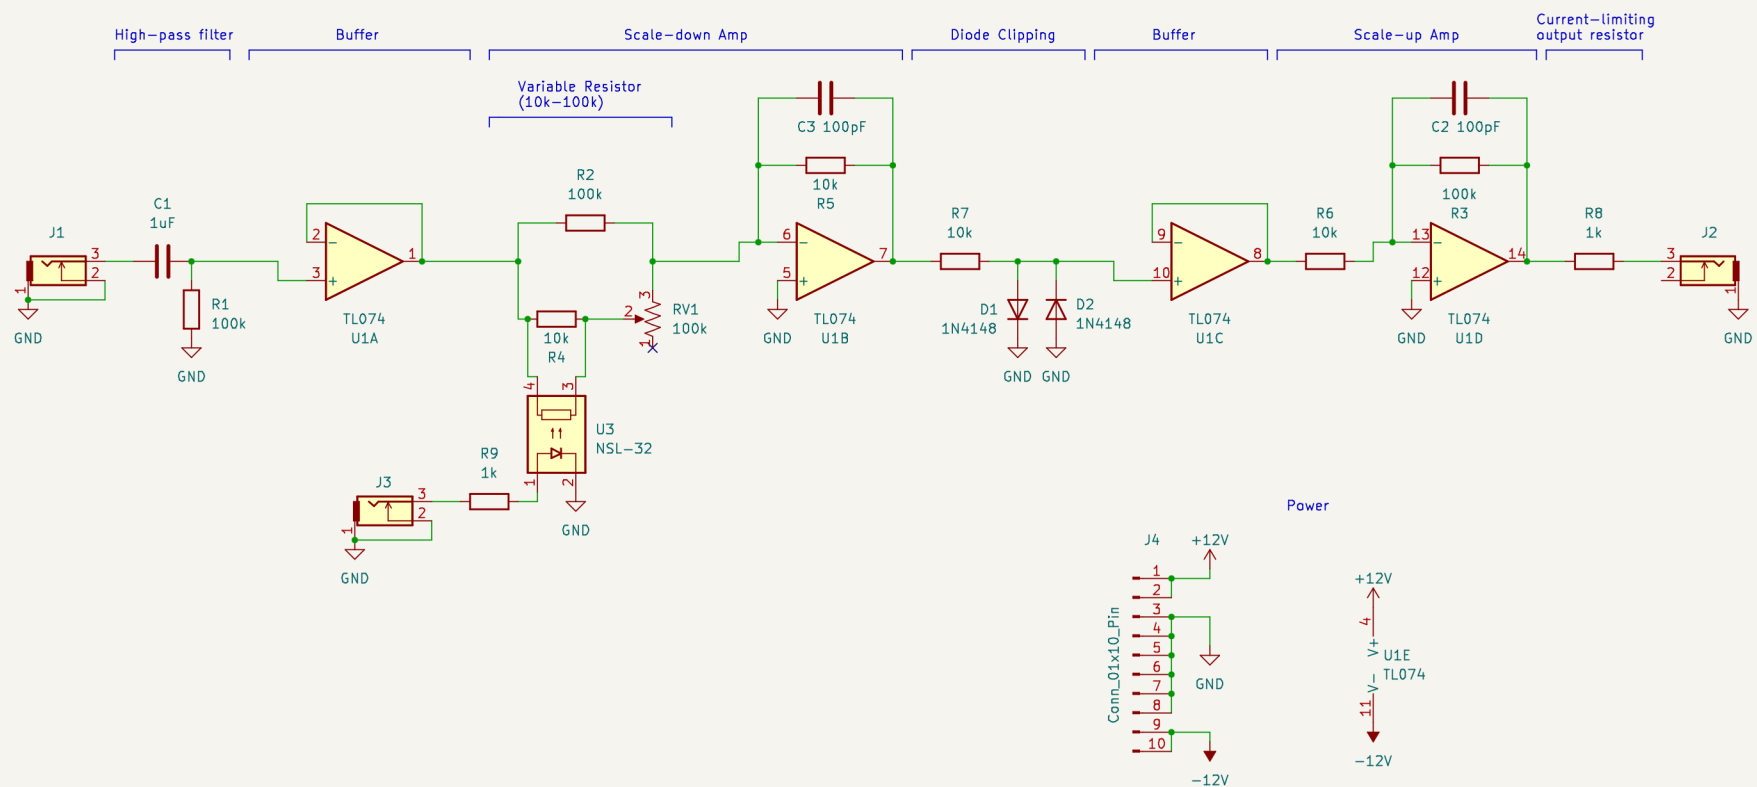 High-pass filter
Buffer
Scale-down Amp
Diode Clipping
Buffer
Scale-up Amp
Current-limiting
output resistor
Variable Resistor
(10k-100k)
C3 100pF
C2 100pF
R2
100k
10k
R5
100k
R3
C1
1uF
J1
3
2
1
GND
R1
100k
GND
2
3
1
TL074
U1A
10k
R4
2
3
1
RV1
100k
6
5
7
GND
TL074
U1B
R7
10k
D1
1N4148
D2
1N4148
GND
GND
9
10
8
TL074
U1C
R6
10k
13
12
14
GND
TL074
U1D
R8
1k
J2
3
2
1
GND
4
3
U3
NSL-32
1
2
GND
R9
1k
J3
3
2
1
GND
Power
J4
+12V
1
2
3
4
5
6
7
8
9
10
Conn_01x10_Pin
GND
-12V
+12V
4
V+
U1E
TL074
V-
11
-12V